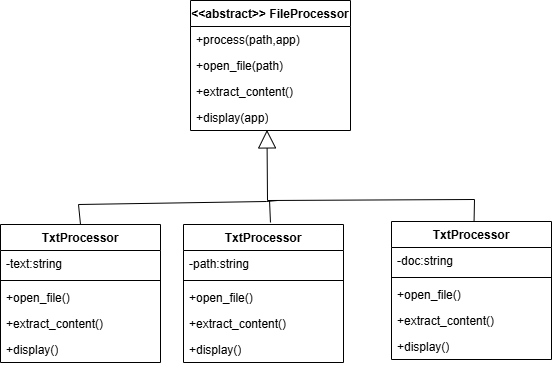 <<abstract>> FileProcessor
+process(path,app)
+open_file(path)
+extract_content()
+display(app)
TxtProcessor
-text:string
+open_file()
+extract_content()
+display()
TxtProcessor
-path:string
+open_file()
+extract_content()
+display()
TxtProcessor
-doc:string
+open_file()
+extract_content()
+display()